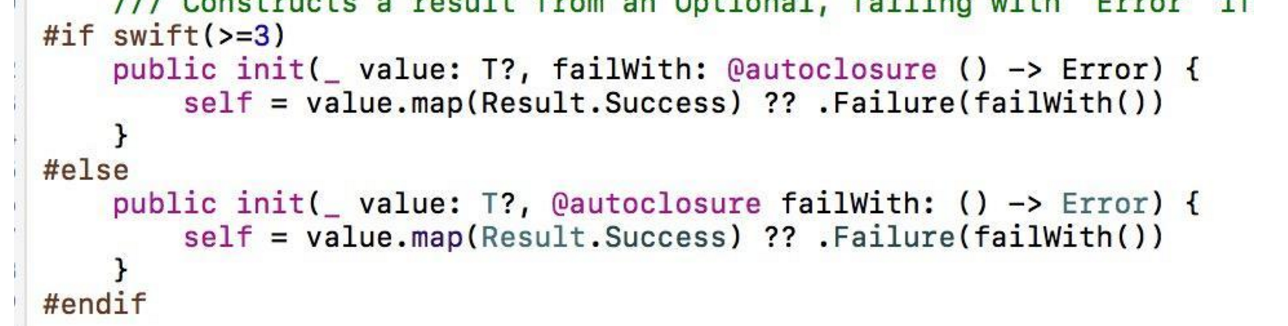 /// Constructs a result from an Optional, failing with `Error` if
#if swift(>=3)
    public init(_ value: T?, failWith: @autoclosure () -> Error) {
        self = value.map(Result.Success) ?? .Failure(failWith())
    }
#else
    public init(_ value: T?, @autoclosure failWith: () -> Error) {
        self = value.map(Result.Success) ?? .Failure(failWith())
    }
#endif